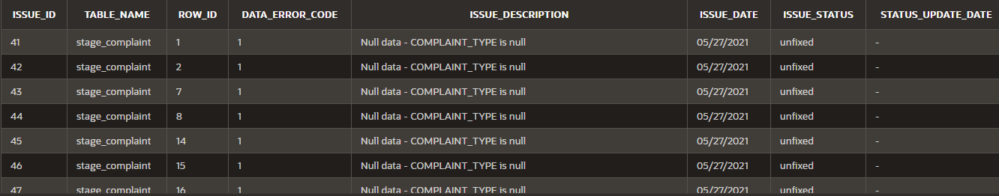 ISSUE_ID TABLE_NAME ROW_ID DATA_ERROR_CODE ISSUE_DESCRIPTION ISSUE_DATE ISSUE_STATUS STATUS_UPDATE_DATE
41 stage_complaint 1 1 Null data - COMPLAINT_TYPE is null 05/27/2021 unfixed -
42 stage_complaint 2 1 Null data - COMPLAINT_TYPE is null 05/27/2021 unfixed -
43 stage_complaint 7 1 Null data - COMPLAINT_TYPE is null 05/27/2021 unfixed -
44 stage_complaint 8 1 Null data - COMPLAINT_TYPE is null 05/27/2021 unfixed -
45 stage_complaint 14 1 Null data - COMPLAINT_TYPE is null 05/27/2021 unfixed -
46 stage_complaint 15 1 Null data - COMPLAINT_TYPE is null 05/27/2021 unfixed -
47 stage_complaint 16 1 Null data - COMPLAINT_TYPE is null 05/27/2021 unfixed -